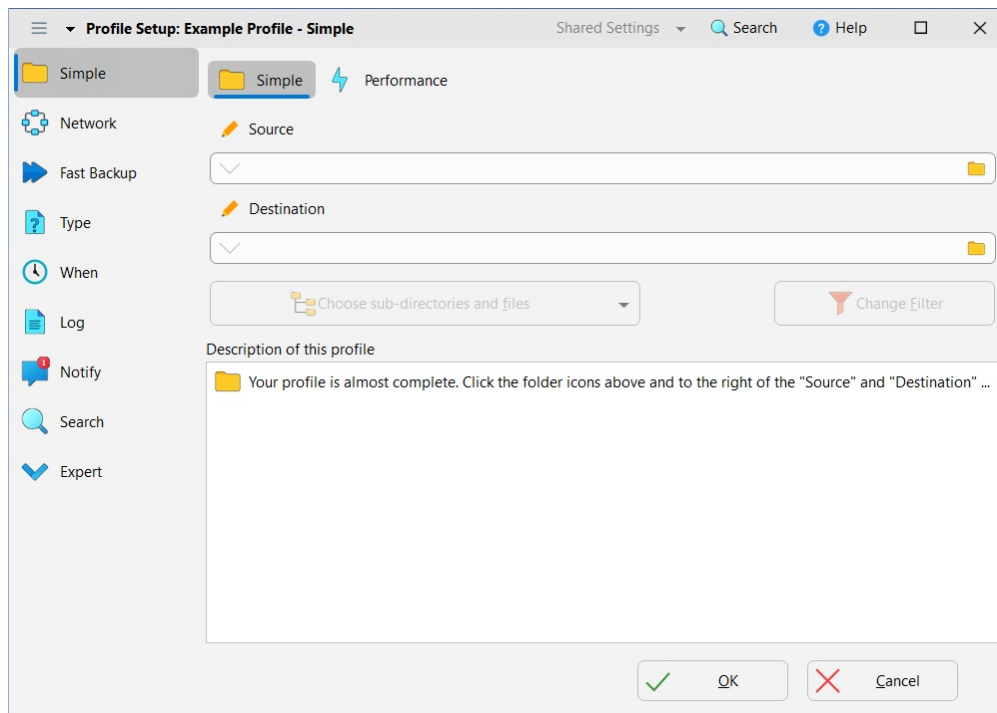 Profile Setup: Example Profile - Simple
Shared Settings
Search
Help
Simple
Network
Fast Backup
Type
When
Log
1
Notify
Search
Expert
Simple
Performance
Source
Destination
Choose sub-directories and files
Change Filter
Description of this profile
Your profile is almost complete. Click the folder icons above and to the right of the "Source" and "Destination" ...
OK
Cancel